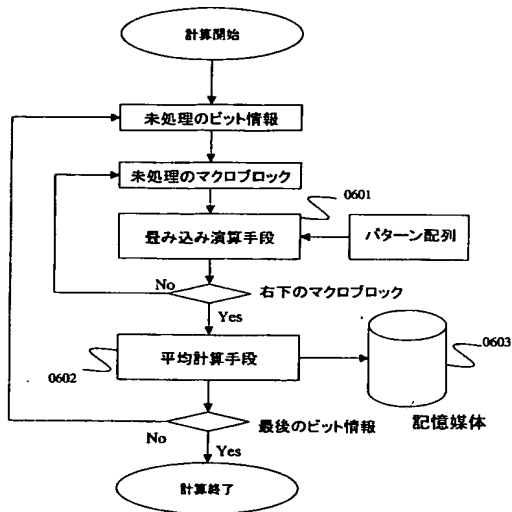 計算開始
未処理のビット情報
未処理のマクロブロック
0601
畳み込み演算手段
パターン配列
No
右下のマクロブロック
Yes
平均計算手段
0602
0603
記憶媒体
最後のビット情報
No
Yes
計算終了